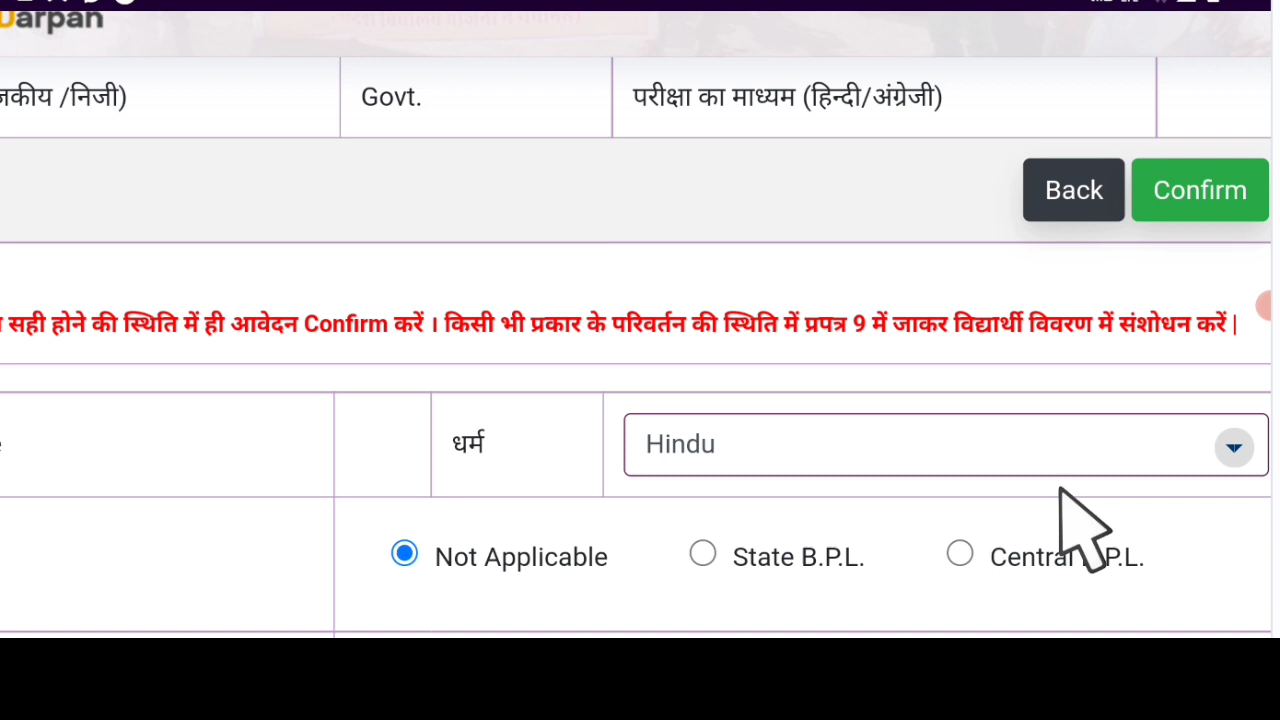 Darpan
जकीय /निजी)
Govt.
परीक्षा का माध्यम (हिन्दी/अंग्रेजी)
Back
Confirm
सही होने की स्थिति में ही आवेदन Confirm करें । किसी भी प्रकार के परिवर्तन की स्थिति में प्रपत्र 9 में जाकर विद्यार्थी विवरण में संशोधन करें |
धर्म
Hindu
Not Applicable
State B.P.L.
Central B.P.L.